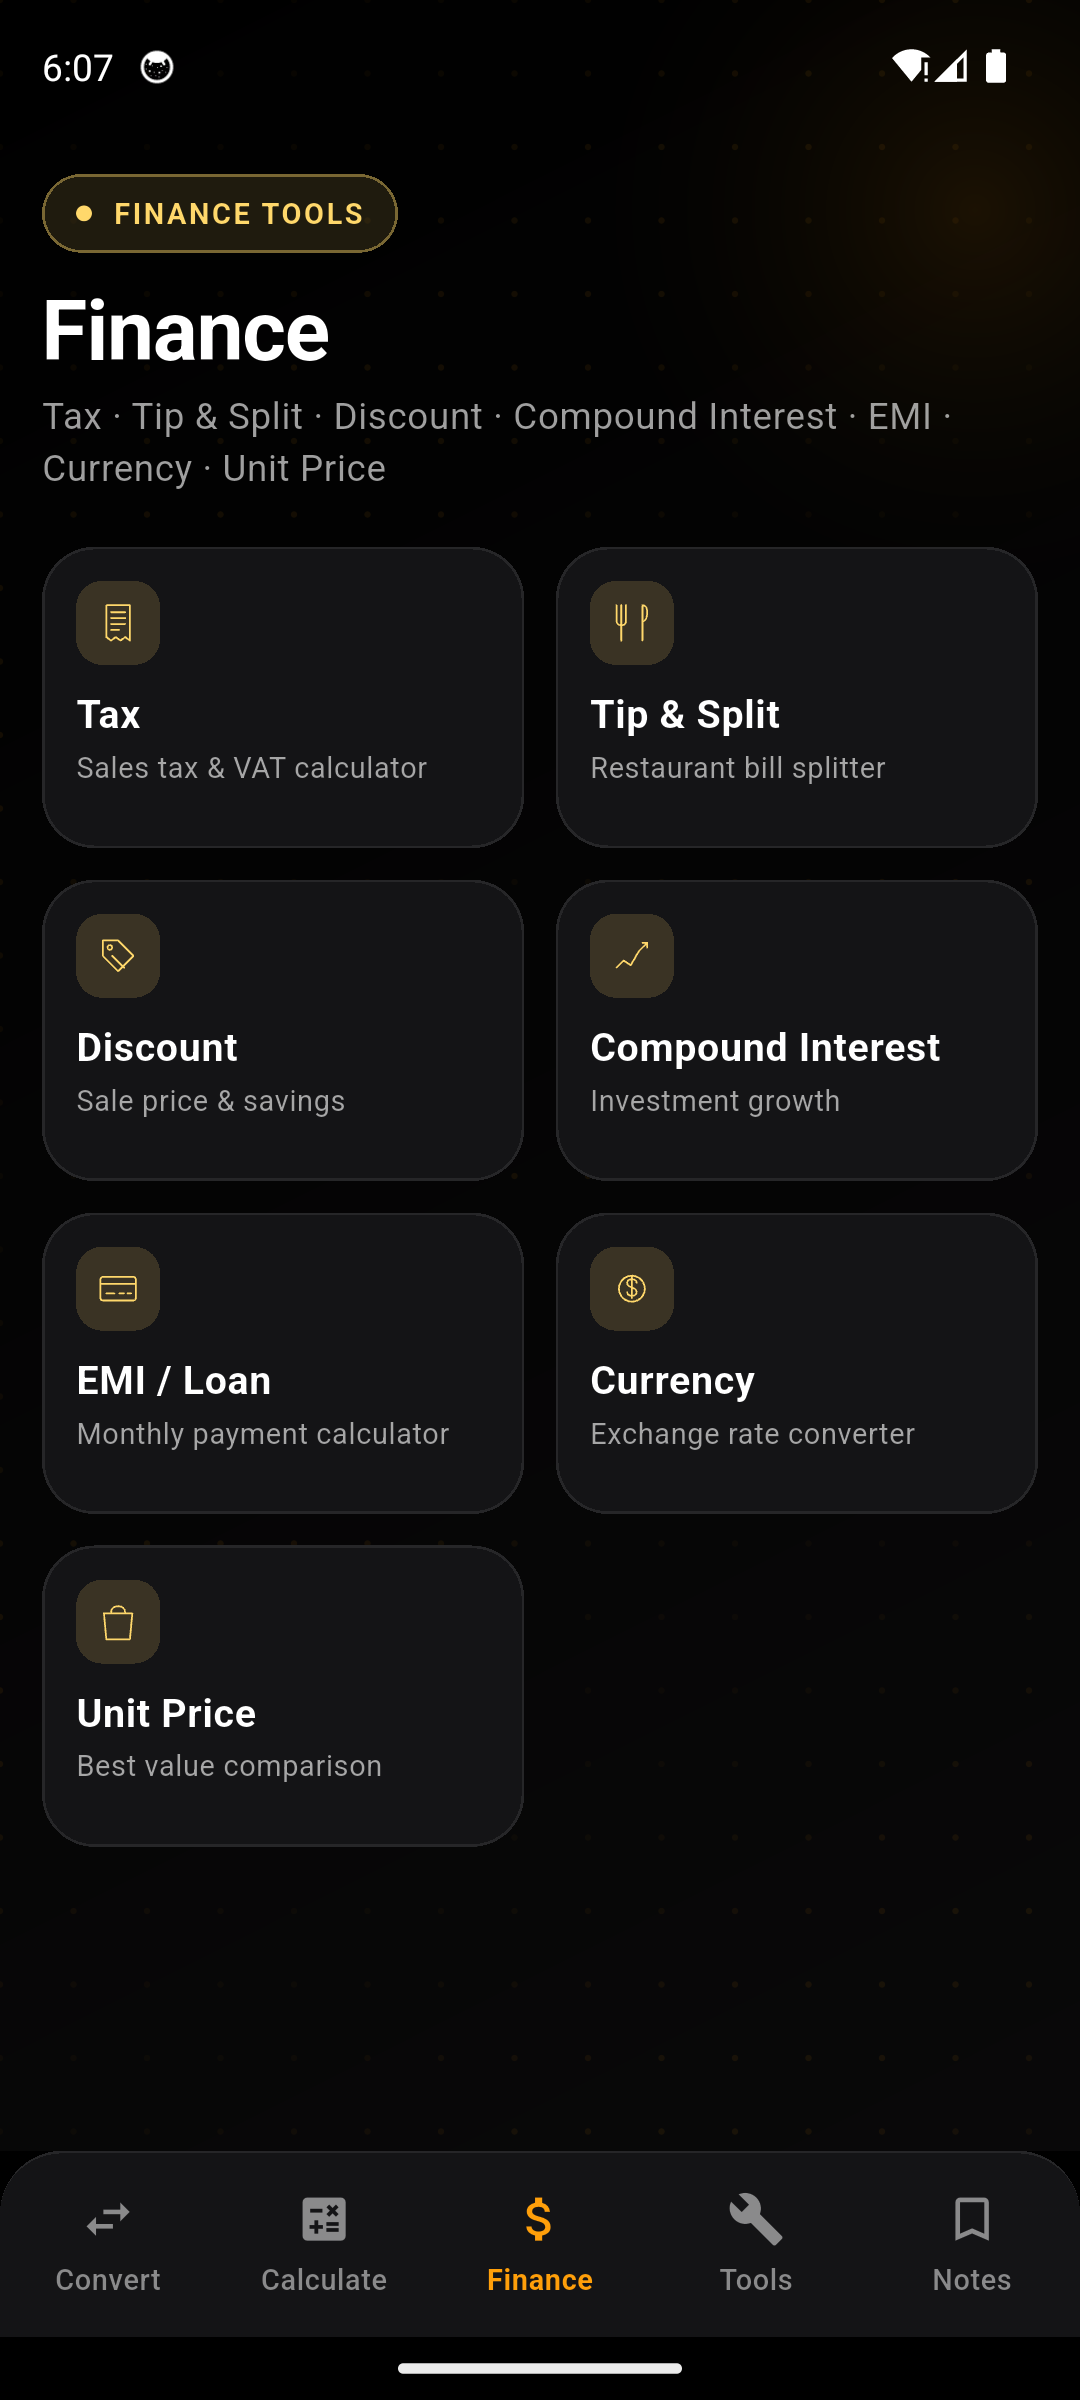 6:07
FINANCE TOOLS
Finance
Tax · Tip & Split · Discount · Compound Interest · EMI ·
Currency · Unit Price
Tax
Sales tax & VAT calculator
Tip & Split
Restaurant bill splitter
Discount
Sale price & savings
Compound Interest
Investment growth
EMI / Loan
Monthly payment calculator
Currency
Exchange rate converter
Unit Price
Best value comparison
Convert
Calculate
Finance
Tools
Notes